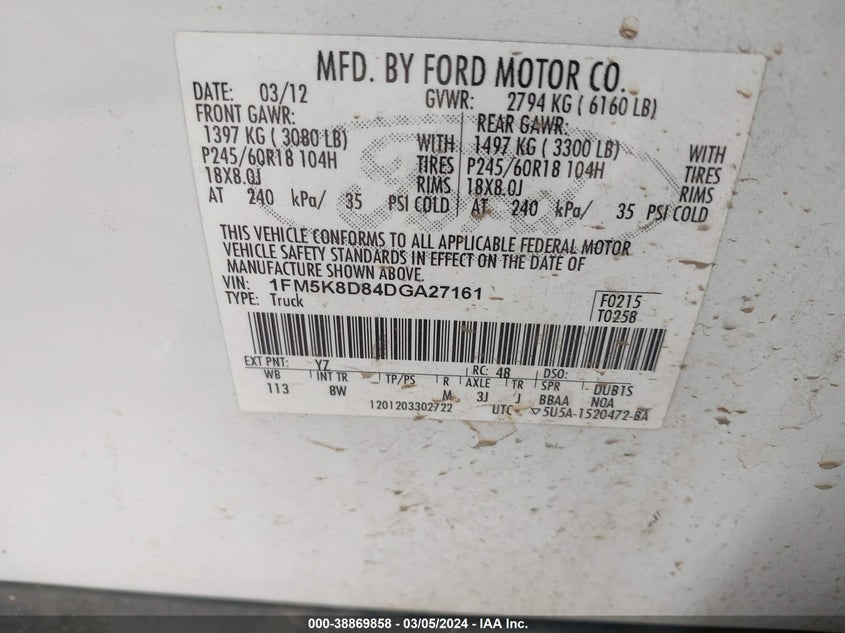 MFD. BY FORD MOTOR CO.
DATE: 03/12 GVWR: 2794 KG ( 6160 LB)
FRONT GAWR: REAR GAWR:
1397 KG ( 3080 LB) WITH 1497 KG ( 3300 LB) WITH
P245/60R18 104H TIRES P245/60R18 104H TIRES
18X8.0J RIMS 18X8.0J RIMS
AT 240 kPa/ 35 PSI COLD AT 240 kPa/ 35 PSI COLD
THIS VEHICLE CONFORMS TO ALL APPLICABLE FEDERAL MOTOR
VEHICLE SAFETY STANDARDS IN EFFECT ON THE DATE OF
MANUFACTURE SHOWN ABOVE.
VIN: 1FM5K8D84DGA27161
TYPE: Truck
F0215
T0258
EXT PNT: YZ RC: 48 DSO:
WB INT TR TP/PS R AXLE TR SPR DUBTS
113 8W M 3J J BBAA NOA
1201203302722 UTC ▽5U5A-1520472-BA
000-38869858 — 03/05/2024 — IAA Inc.